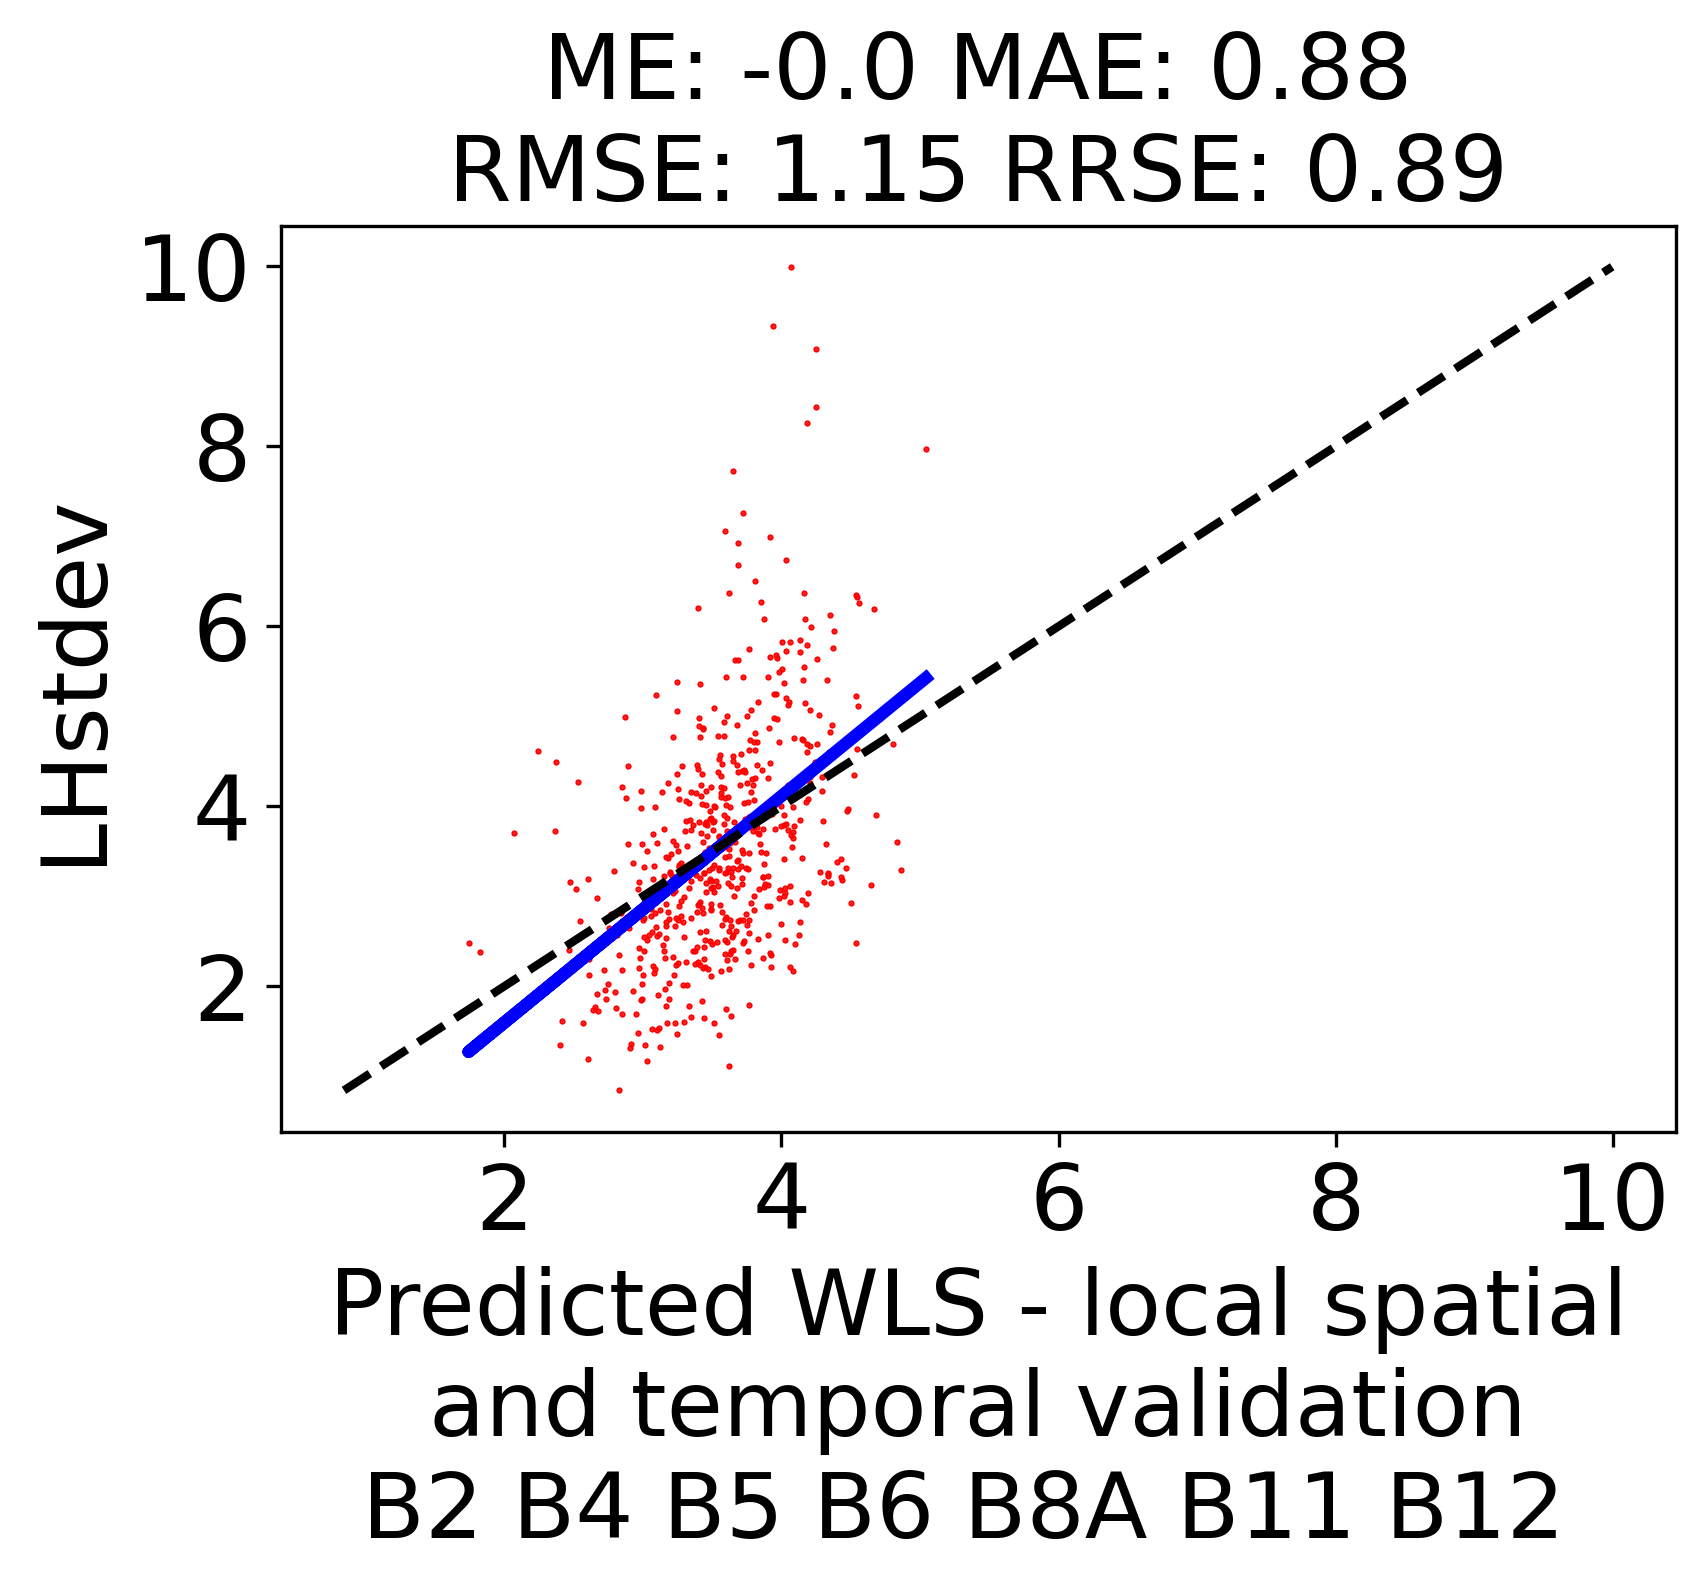 ME: -0.0 MAE: 0.88
RMSE: 1.15 RRSE: 0.89
LHstdev
10
8
6
4
2
2 4 6 8 10
Predicted WLS - local spatial
and temporal validation
B2 B4 B5 B6 B8A B11 B12